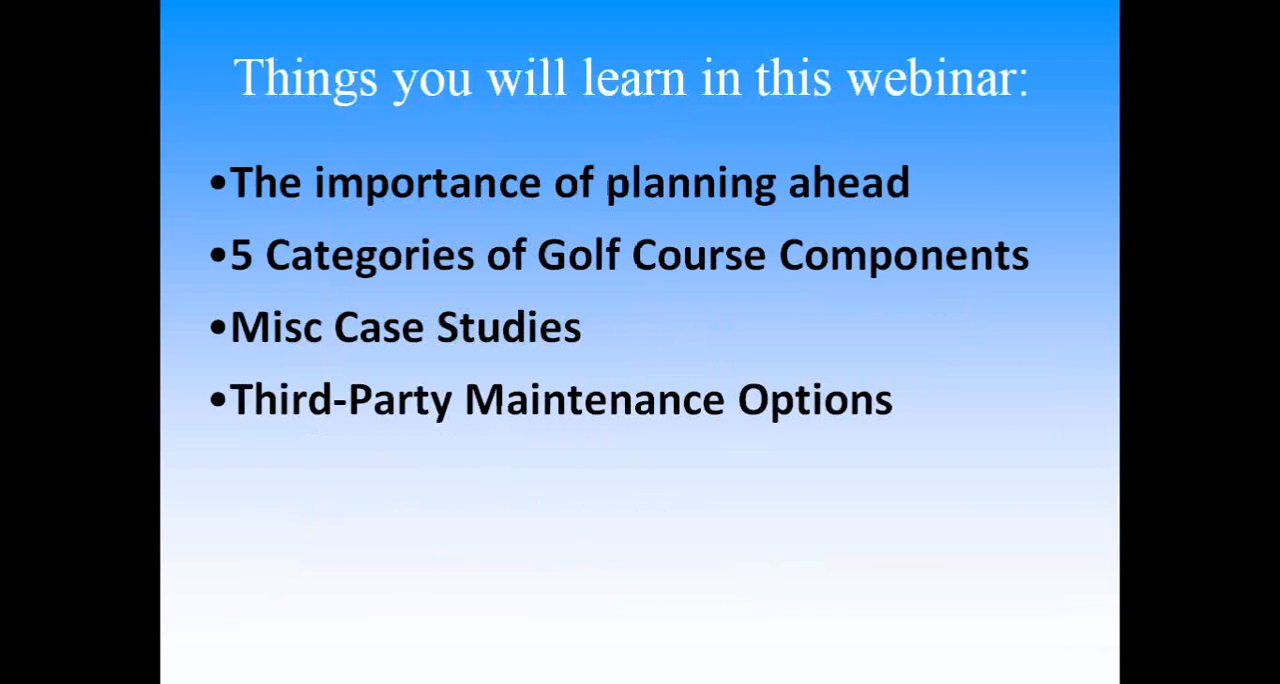 Things you will learn in this webinar:
•The importance of planning ahead
•5 Categories of Golf Course Components
•Misc Case Studies
•Third-Party Maintenance Options